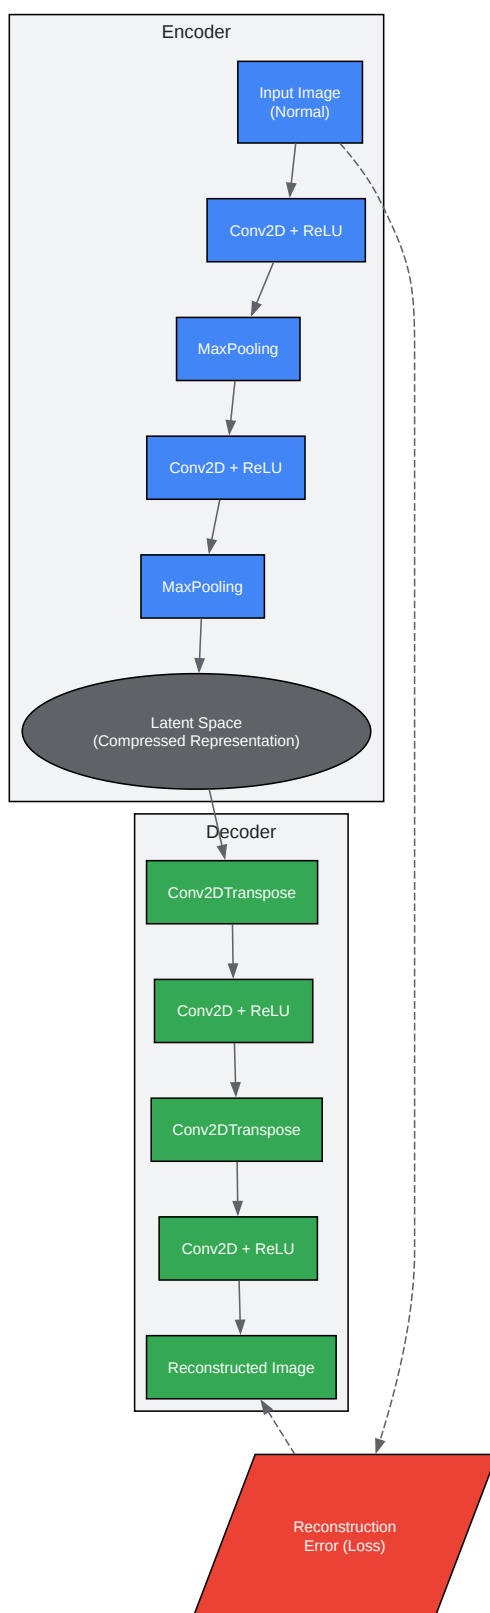 Encoder
Input Image
(Normal)
Conv2D + ReLU
MaxPooling
Conv2D + ReLU
MaxPooling
Latent Space
(Compressed Representation)
Decoder
Conv2DTranspose
Conv2D + ReLU
Conv2DTranspose
Conv2D + ReLU
Reconstructed Image
Reconstruction
Error (Loss)